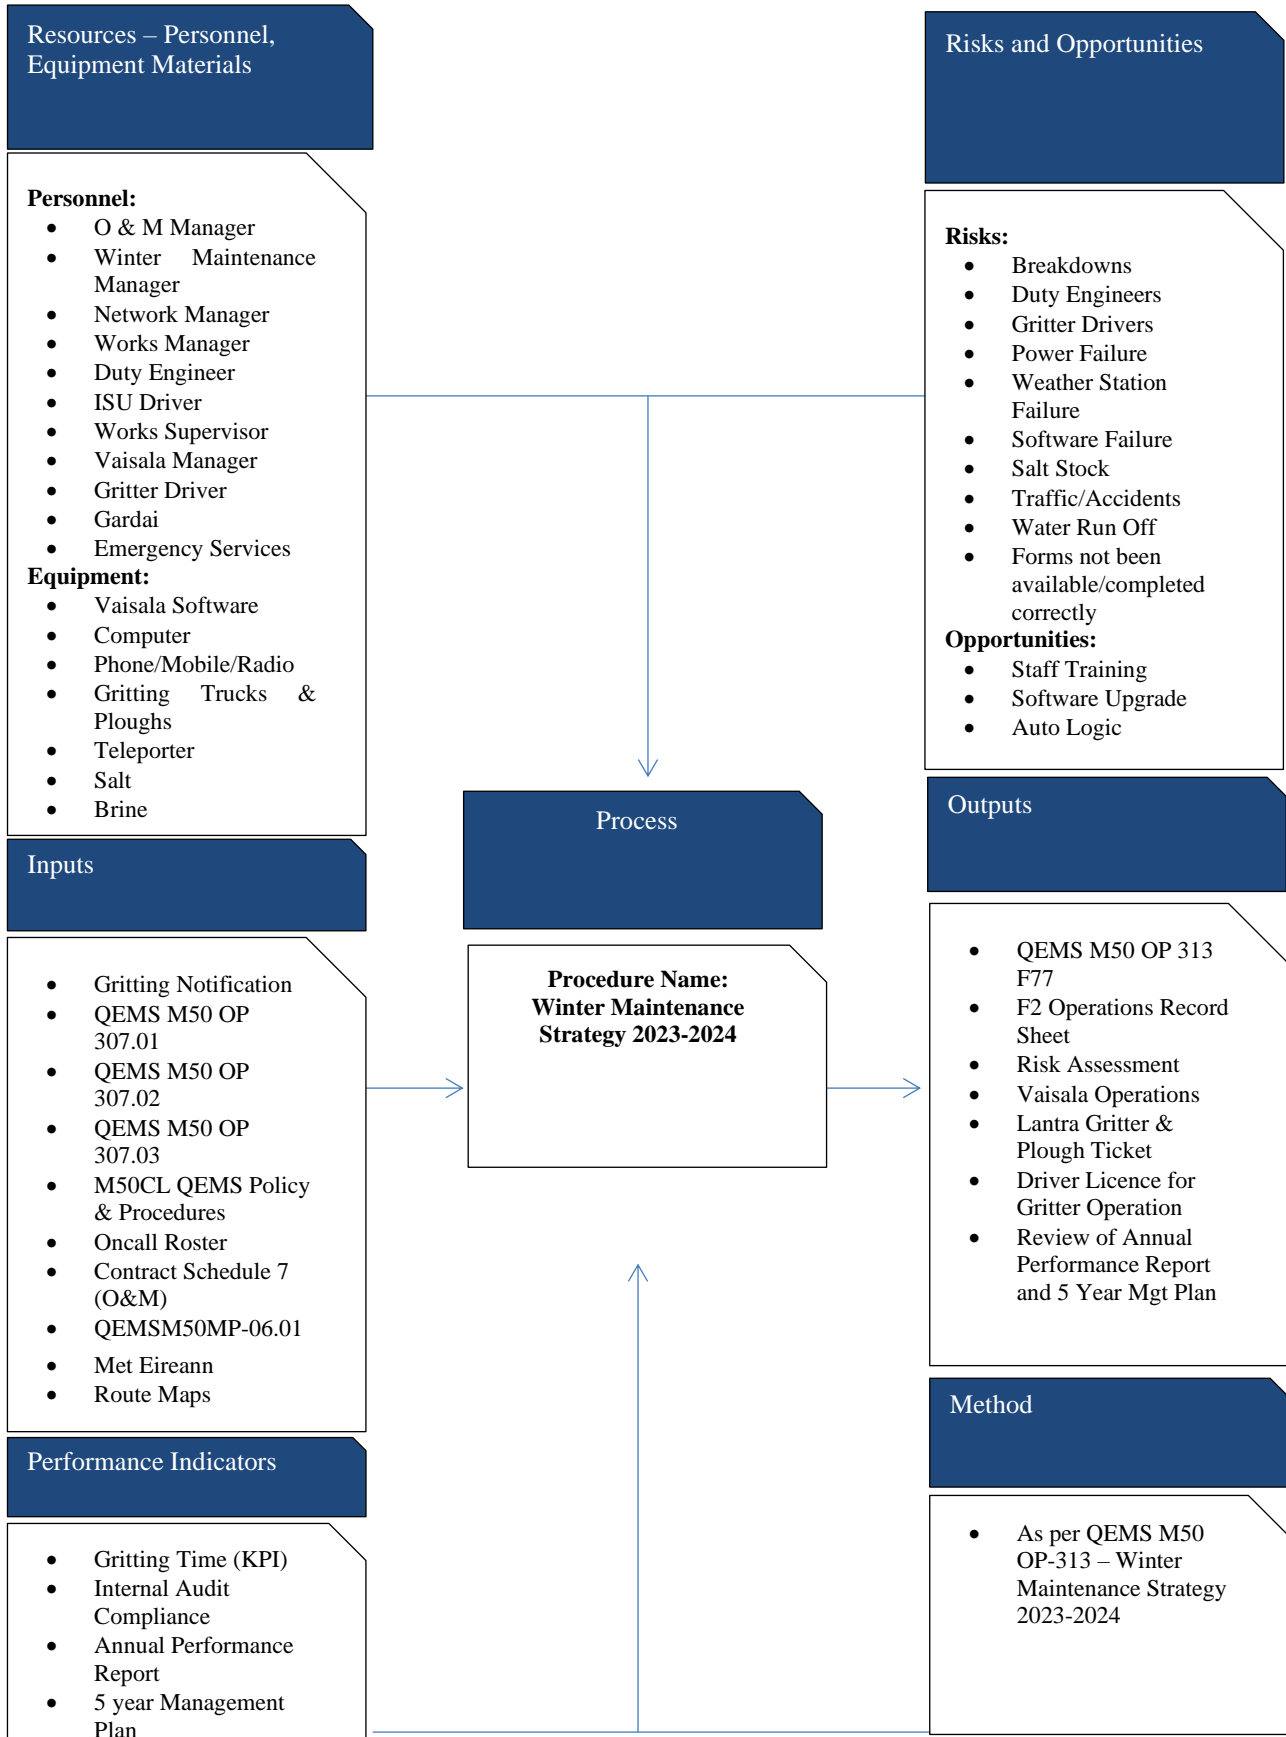 Resources – Personnel,
Equipment Materials
Personnel:
• O & M Manager
• Winter Maintenance
Manager
• Network Manager
• Works Manager
• Duty Engineer
• ISU Driver
• Works Supervisor
• Vaisala Manager
• Gritter Driver
• Gardai
• Emergency Services
Equipment:
• Vaisala Software
• Computer
• Phone/Mobile/Radio
• Gritting Trucks &
Ploughs
• Teleporter
• Salt
• Brine
Risks and Opportunities
Risks:
• Breakdowns
• Duty Engineers
• Gritter Drivers
• Power Failure
• Weather Station
Failure
• Software Failure
• Salt Stock
• Traffic/Accidents
• Water Run Off
• Forms not been
available/completed
correctly
Opportunities:
• Staff Training
• Software Upgrade
• Auto Logic
Inputs
• Gritting Notification
• QEMS M50 OP
307.01
• QEMS M50 OP
307.02
• QEMS M50 OP
307.03
• M50CL QEMS Policy
& Procedures
• Oncall Roster
• Contract Schedule 7
(O&M)
• QEMSM50MP-06.01
• Met Eireann
• Route Maps
Process
Procedure Name:
Winter Maintenance
Strategy 2023-2024
Outputs
• QEMS M50 OP 313
F77
• F2 Operations Record
Sheet
• Risk Assessment
• Vaisala Operations
• Lantra Gritter &
Plough Ticket
• Driver Licence for
Gritter Operation
• Review of Annual
Performance Report
and 5 Year Mgt Plan
Performance Indicators
• Gritting Time (KPI)
• Internal Audit
Compliance
• Annual Performance
Report
• 5 year Management
Plan
Method
• As per QEMS M50
OP-313 – Winter
Maintenance Strategy
2023-2024